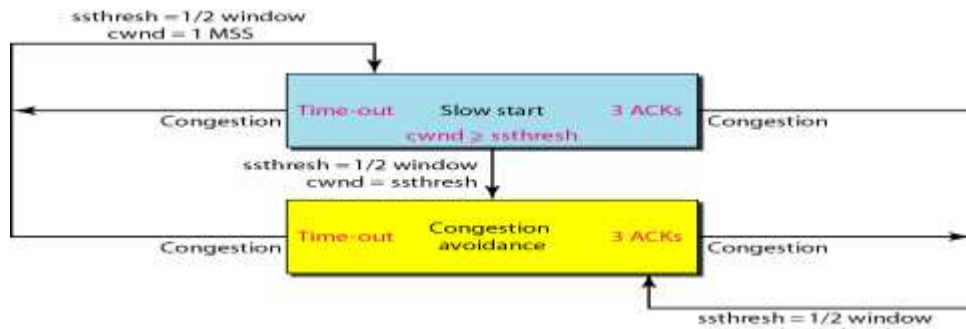 ssthresh = 1/2 window
cwnd = 1 MSS
Time-out Slow start 3 ACKs
Congestion
Congestion
cwnd ⩾ ssthresh
ssthresh = 1/2 window
cwnd = ssthresh
Time-out Congestion avoidance 3 ACKs
Congestion
Congestion
ssthresh = 1/2 window